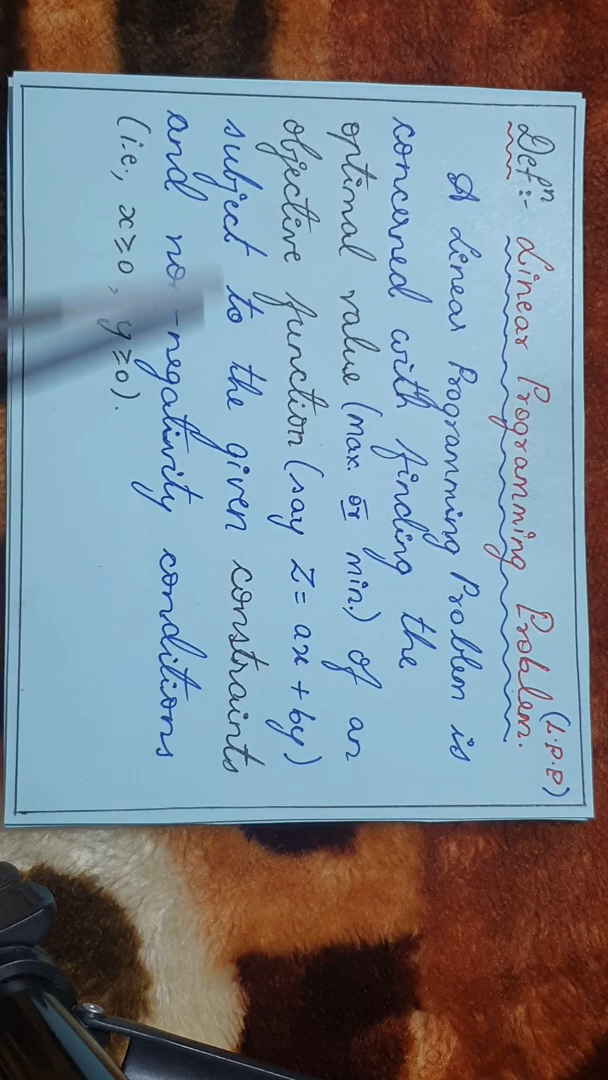 Defⁿ :- Linear Programming Problem. (L.P.P)
A Linear Programming Problem is
concerned with finding the
optimal value (max. or min.) of an
objective function (say Z = ax + by)
subject to the given constraints
and -negativity conditions
(i.e., x ≥ 0, y ≥ 0).